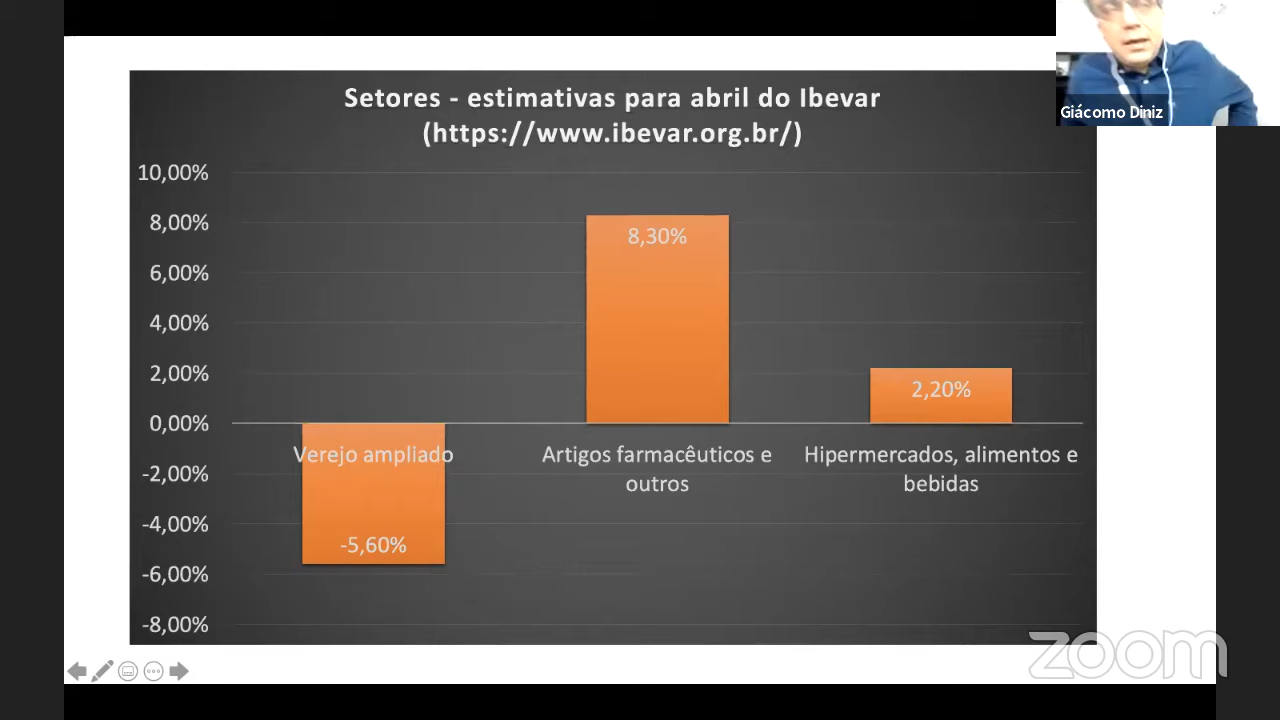 Setores - estimativas para abril do Ibevar
(https://www.ibevar.org.br/)
Giácomo Diniz
10,00%
8,00%
6,00%
4,00%
2,00%
0,00%
-2,00%
-4,00%
-6,00%
-8,00%
8,30%
2,20%
-5,60%
Verejo ampliado
Artigos farmacêuticos e
outros
Hipermercados, alimentos e
bebidas
zoom